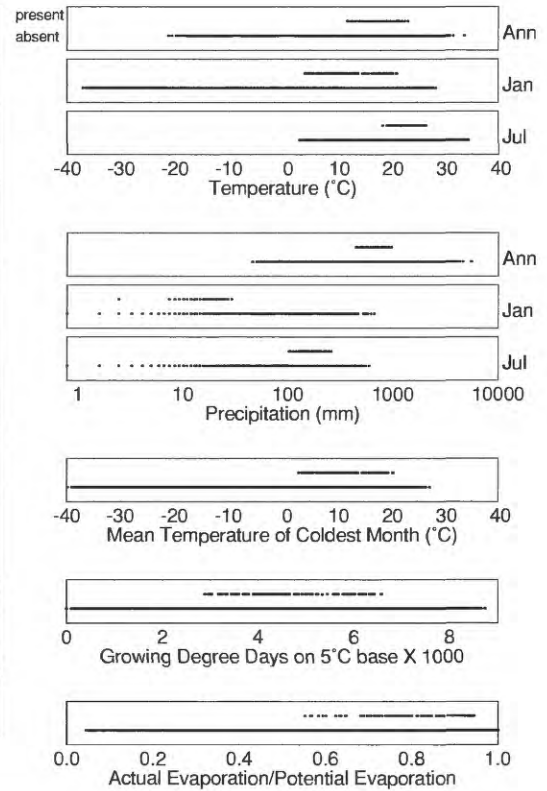 present
absent
Ann
Jan
Jul
-40 -30 -20 -10 0 10 20 30 40
Temperature (˚C)
Ann
Jan
Jul
1 10 100 1000 10000
Precipitation (mm)
-40 -30 -20 -10 0 10 20 30 40
Mean Temperature of Coldest Month (˚C)
0 2 4 6 8
Growing Degree Days on 5˚C base X 1000
0.0 0.2 0.4 0.6 0.8 1.0
Actual Evaporation/Potential Evaporation